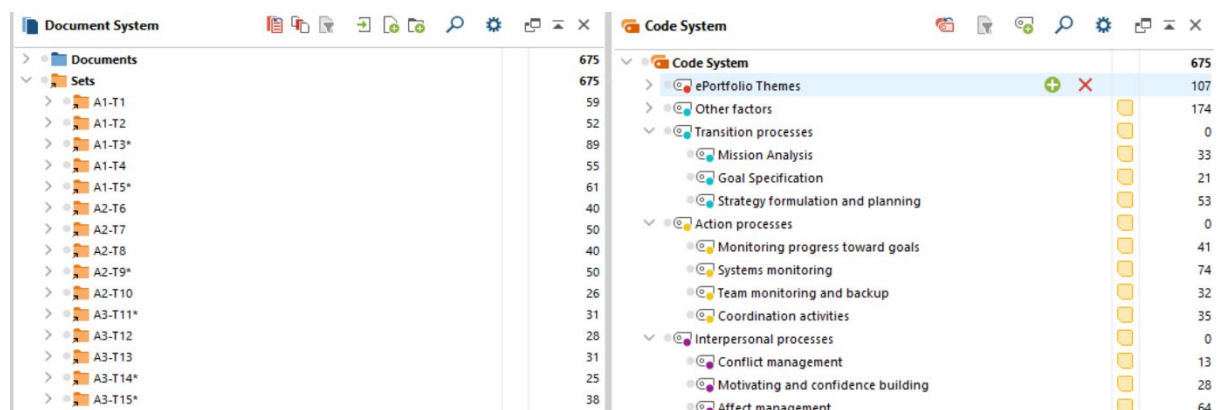 Document System
Documents 675
Sets 675
A1-T1 59
A1-T2 52
A1-T3* 89
A1-T4 55
A1-T5* 61
A2-T6 40
A2-T7 50
A2-T8 40
A2-T9* 50
A2-T10 26
A3-T11* 31
A3-T12 28
A3-T13 31
A3-T14* 25
A3-T15* 38
Code System
Code System 675
ePortfolio Themes 107
Other factors 174
Transition processes 0
Mission Analysis 33
Goal Specification 21
Strategy formulation and planning 53
Action processes 0
Monitoring progress toward goals 41
Systems monitoring 74
Team monitoring and backup 32
Coordination activities 35
Interpersonal processes 0
Conflict management 13
Motivating and confidence building 28
Affect management 64